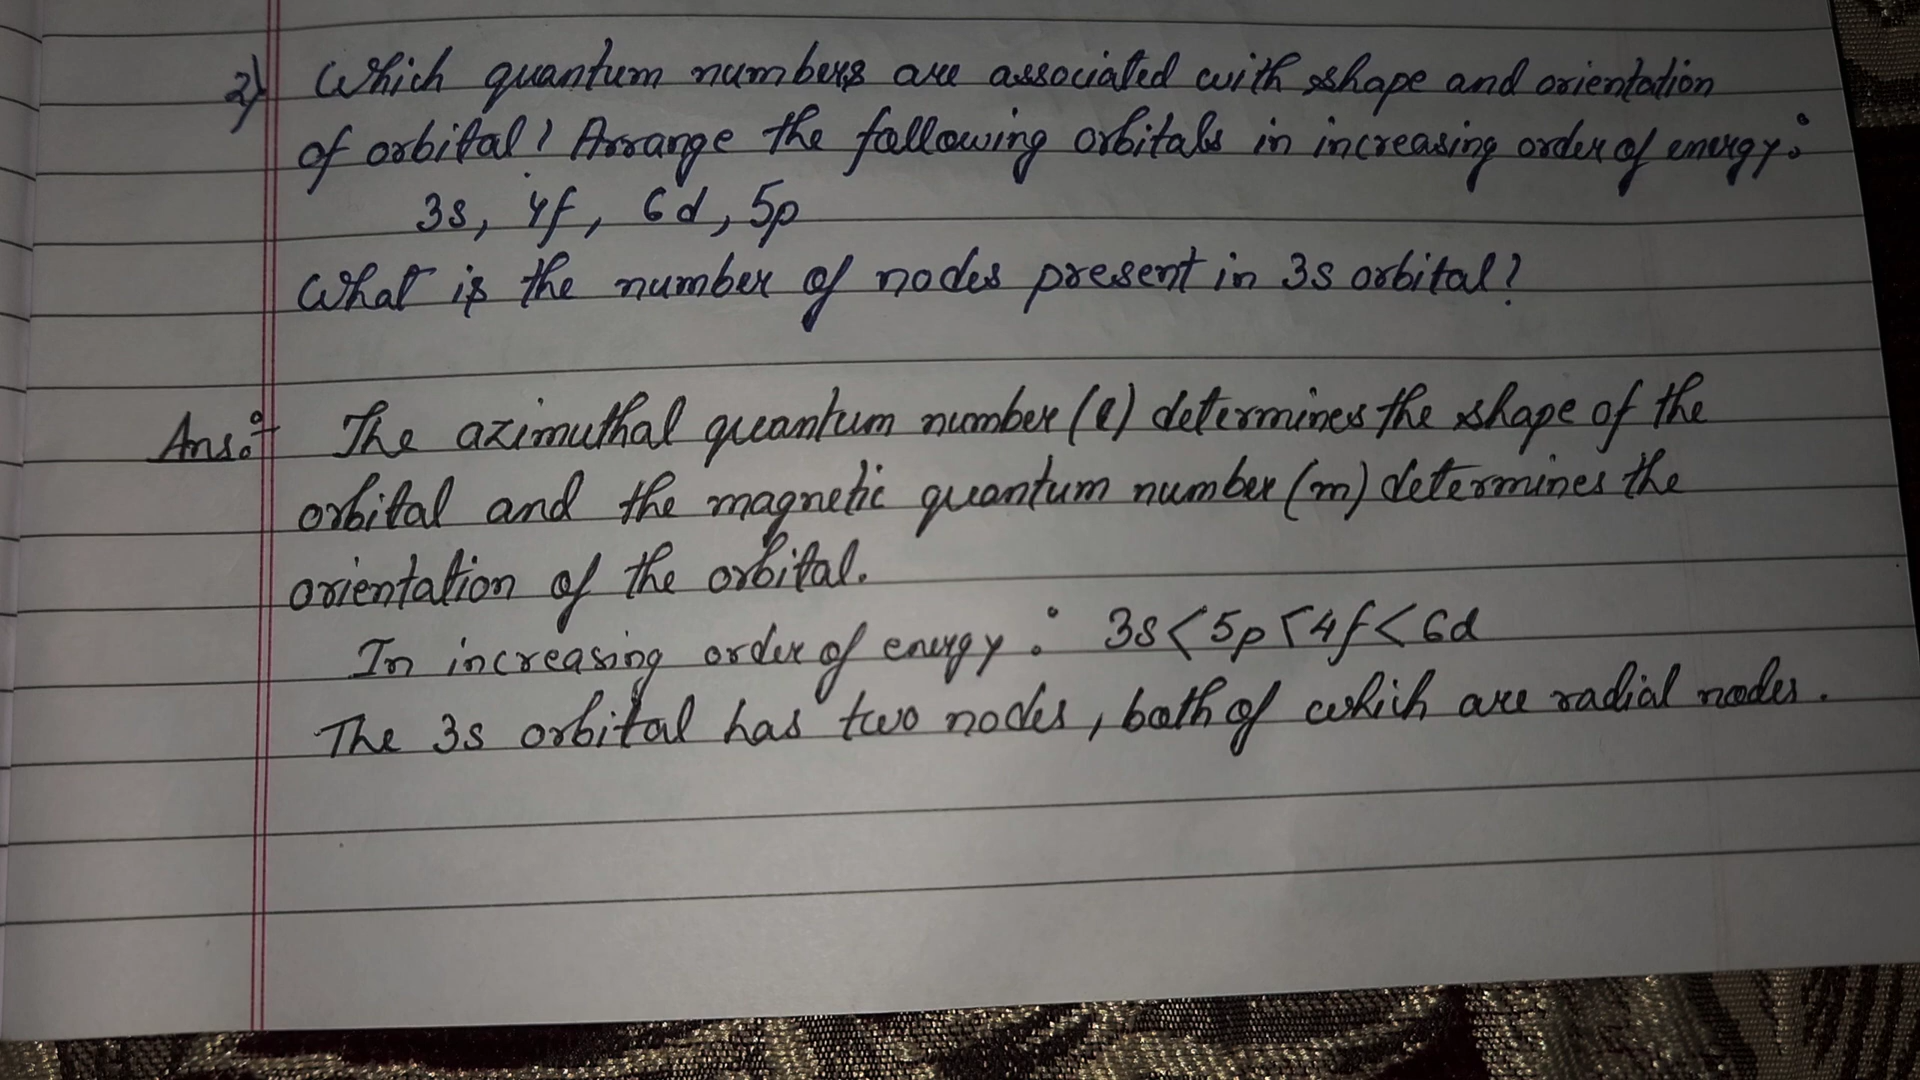 2) Which quantum numbers are associated with shape and orientation
of orbital? Arrange the following orbitals in increasing order of energy:
3s, 4f, 6d, 5p
What is the number of nodes present in 3s orbital?
Ans:- The azimuthal quantum number (l) determines the shape of the
orbital and the magnetic quantum number (m) determines the
orientation of the orbital.
In increasing order of energy : 3s<5p<4f<6d
The 3s orbital has two nodes, both of which are radial nodes.